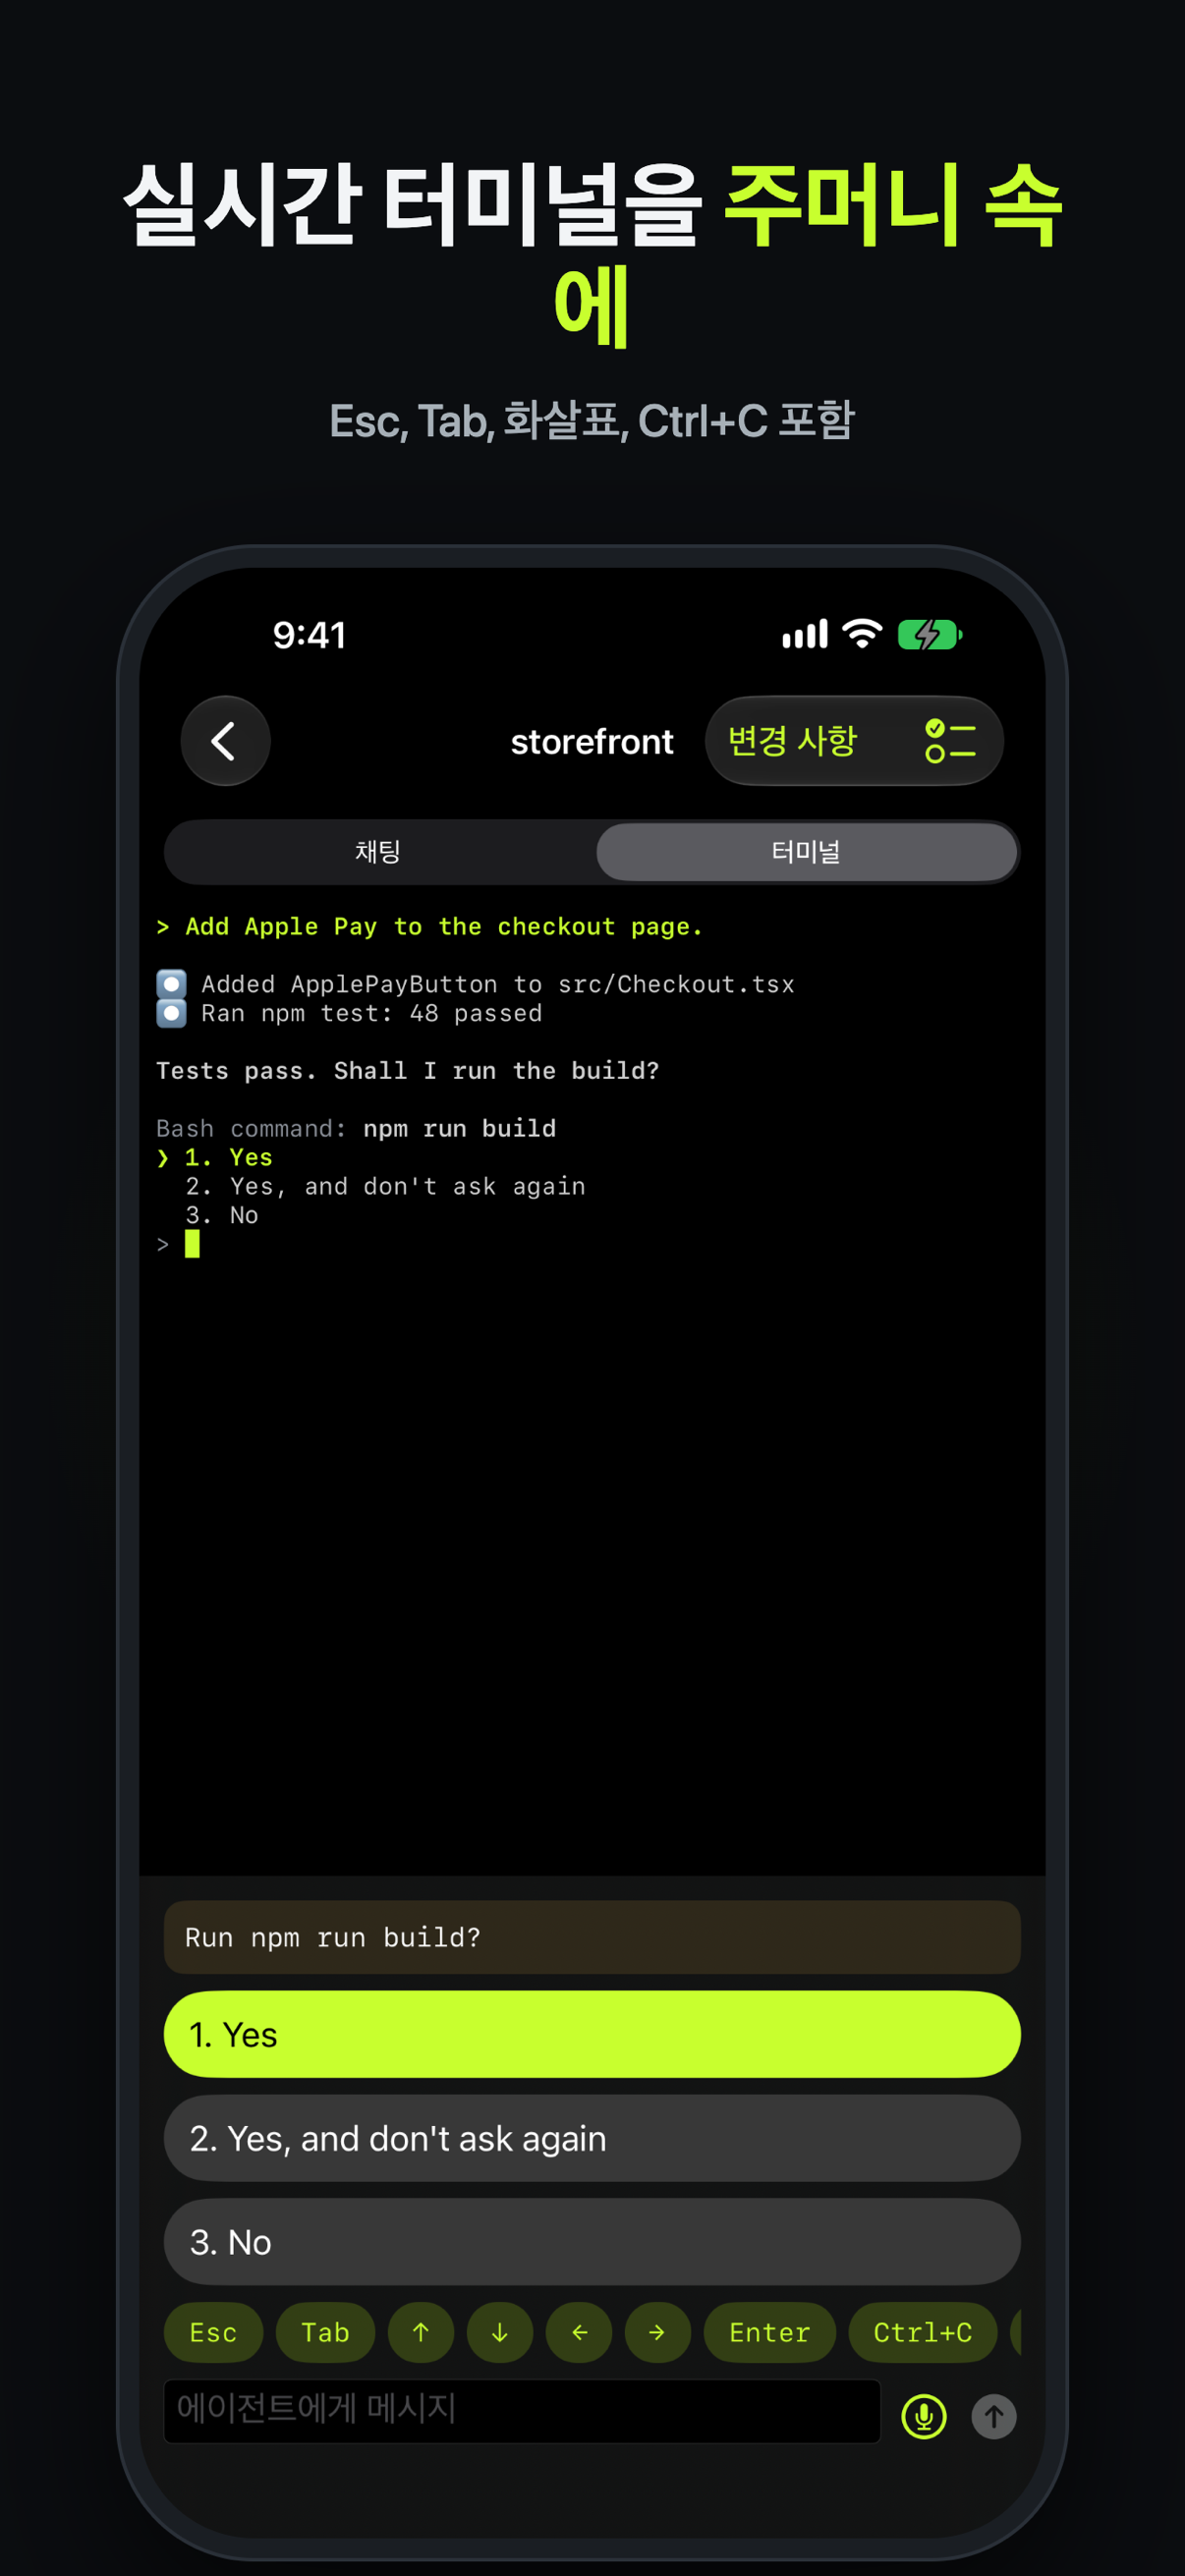 실시간 터미널을 주머니 속
에
Esc, Tab, 화살표, Ctrl+C 포함
9:41
storefront
변경 사항
채팅
터미널
> Add Apple Pay to the checkout page.
Added ApplePayButton to src/Checkout.tsx
Ran npm test: 48 passed
Tests pass. Shall I run the build?
Bash command: npm run build
❯ 1. Yes
2. Yes, and don't ask again
3. No
>
Run npm run build?
1. Yes
2. Yes, and don't ask again
3. No
Esc Tab ↑ ↓ ← → Enter Ctrl+C
에이전트에게 메시지